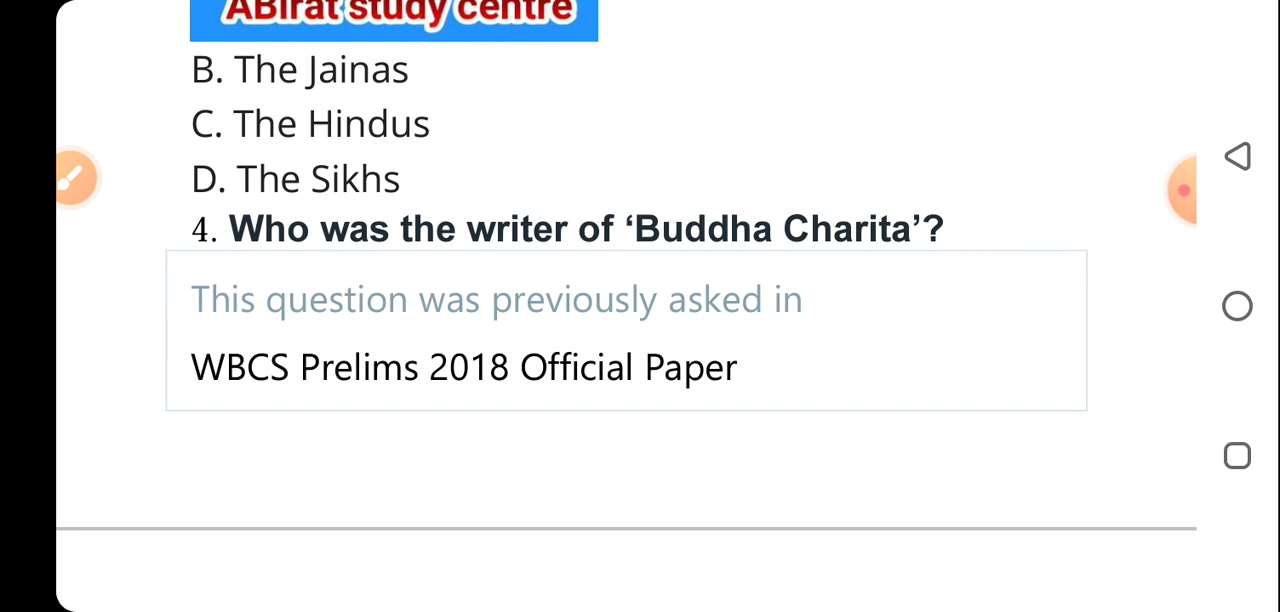 ABirat study centre
B. The Jainas
C. The Hindus
D. The Sikhs
4. Who was the writer of ‘Buddha Charita’?
This question was previously asked in
WBCS Prelims 2018 Official Paper